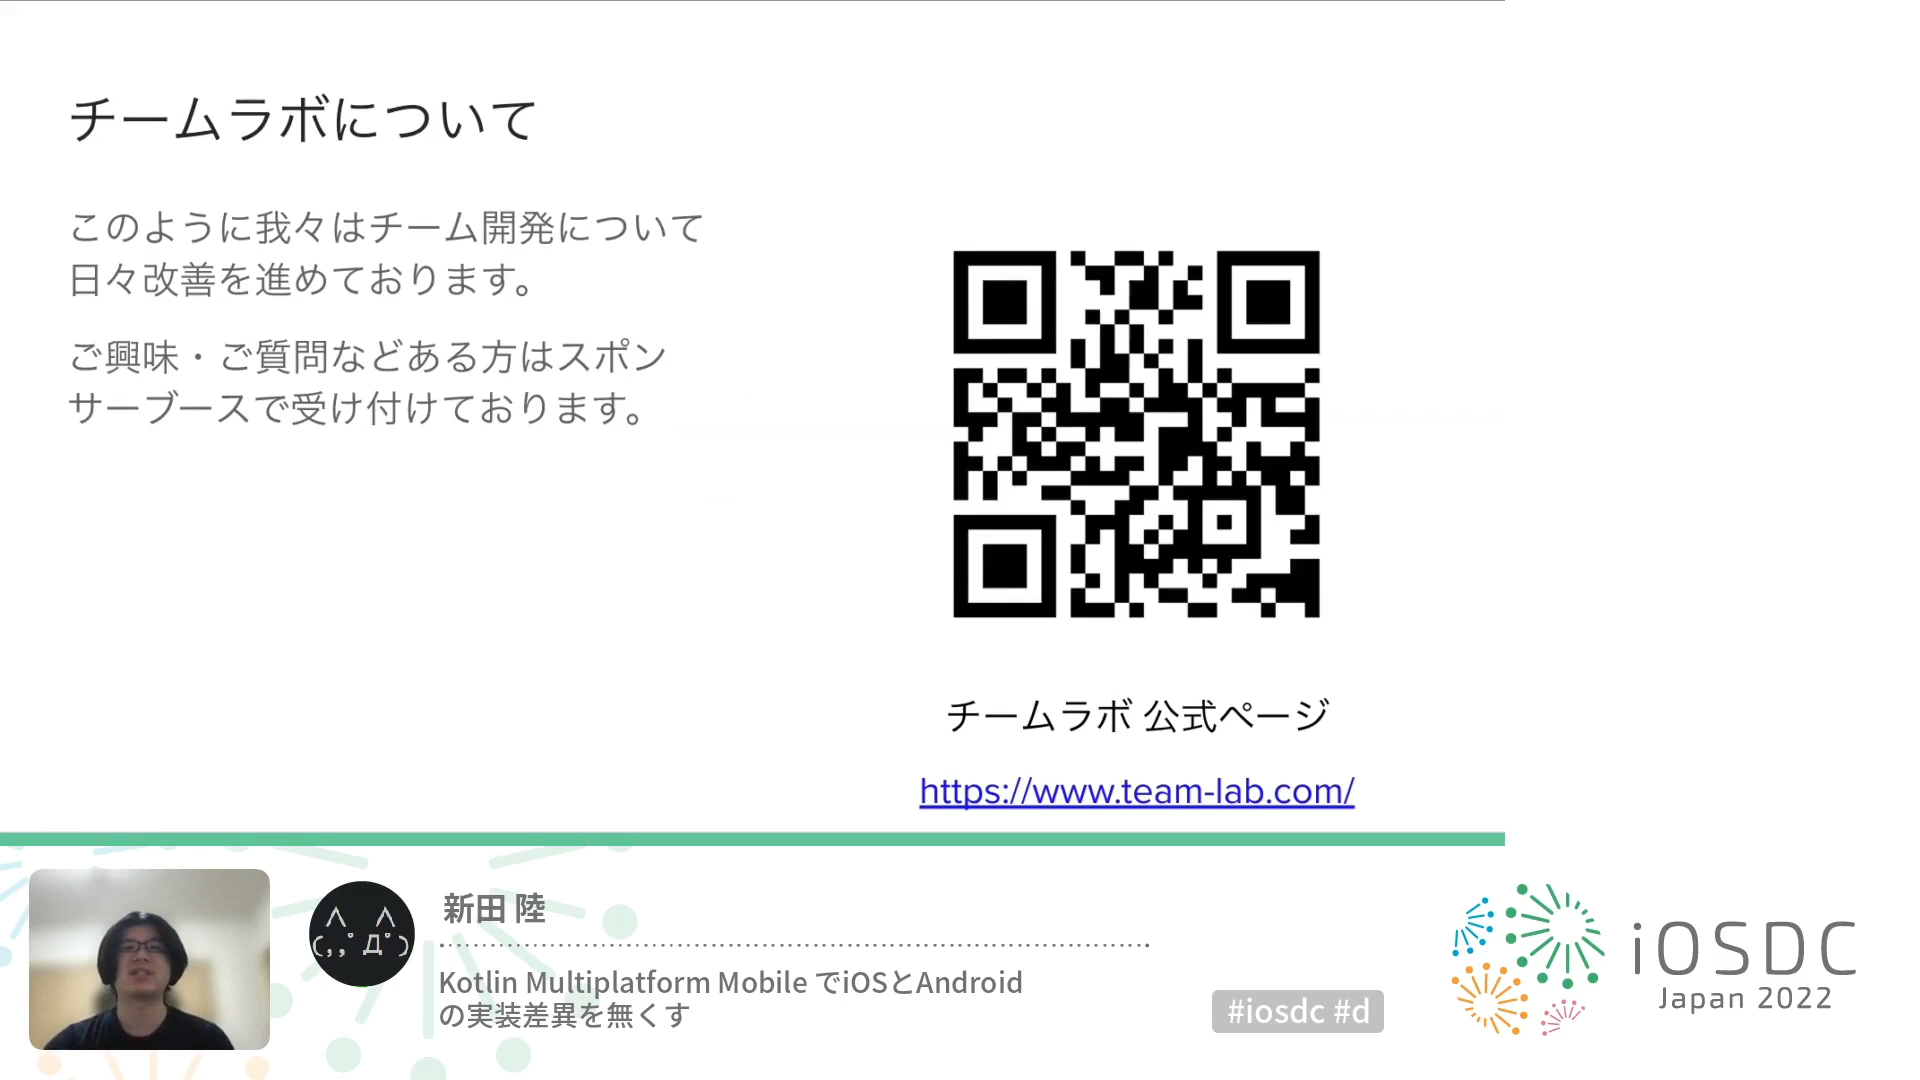 チームラボについて
このように我々はチーム開発について
日々改善を進めております。
ご興味・ご質問などある方はスポン
サーブースで受け付けております。
チームラボ 公式ページ
https://www.team-lab.com/
新田 陸
Kotlin Multiplatform Mobile でiOSとAndroid
の実装差異を無くす
#iosdc #d
iOSDC
Japan 2022